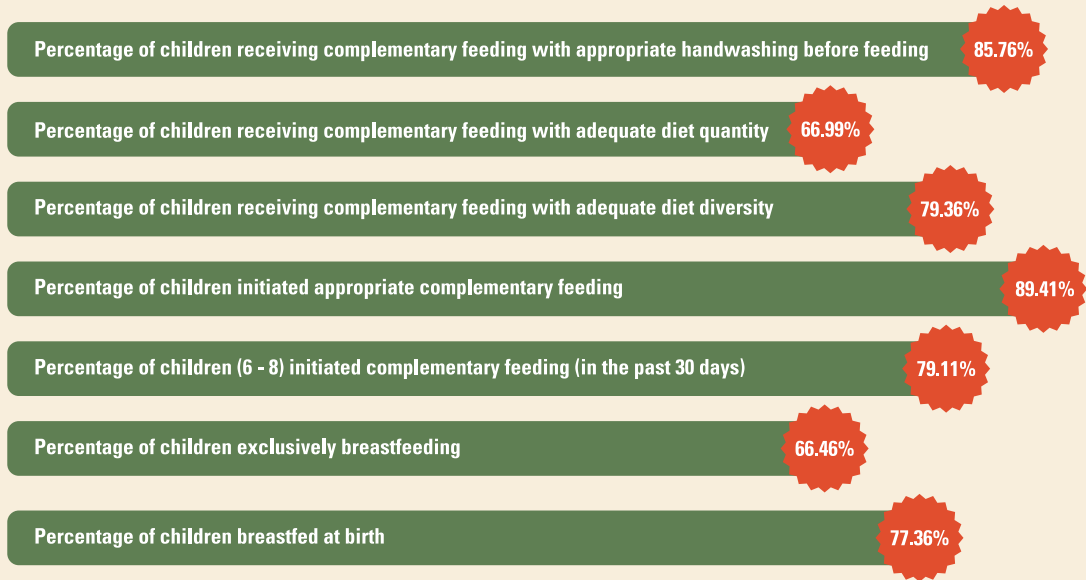 Percentage of children receiving complementary feeding with appropriate handwashing before feeding 85.76%
Percentage of children receiving complementary feeding with adequate diet quantity 66.99%
Percentage of children receiving complementary feeding with adequate diet diversity 79.36%
Percentage of children initiated appropriate complementary feeding 89.41%
Percentage of children (6 - 8) initiated complementary feeding (in the past 30 days) 79.11%
Percentage of children exclusively breastfeeding 66.46%
Percentage of children breastfed at birth 77.36%